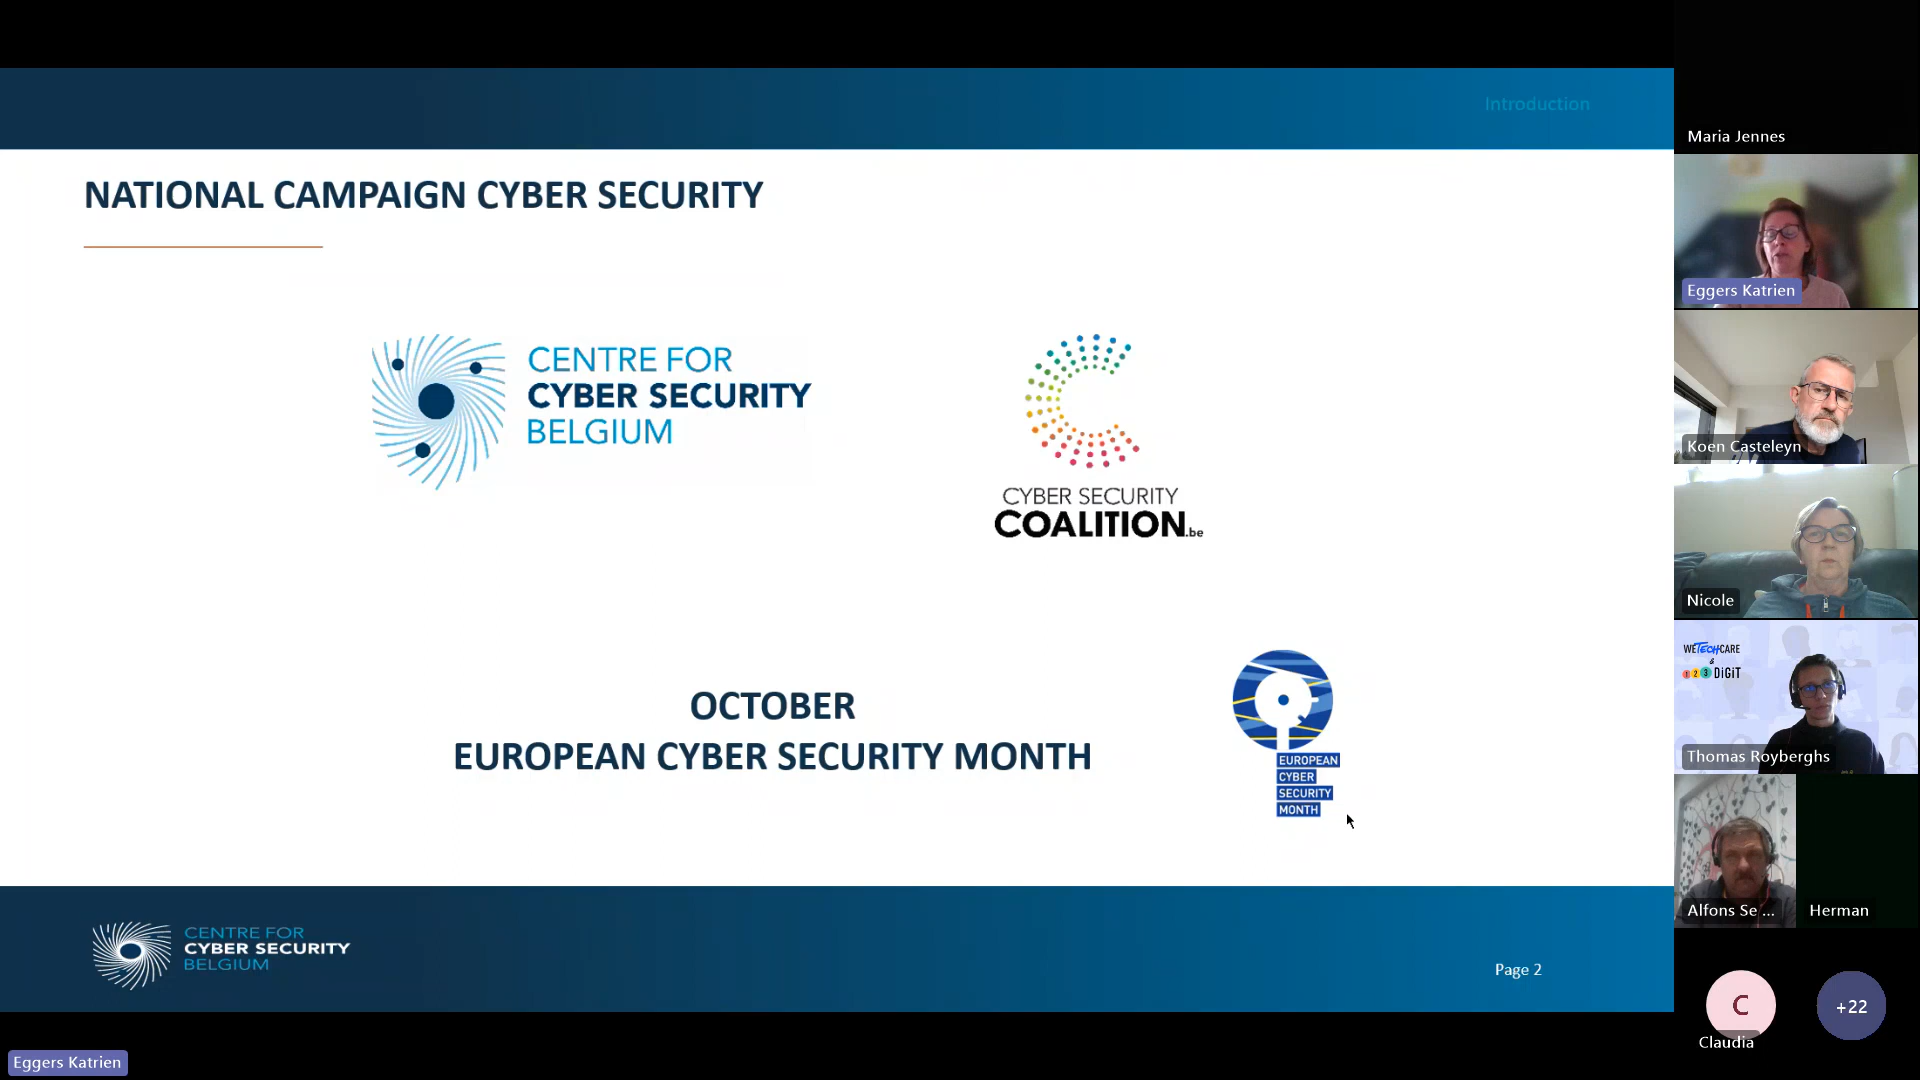 Introduction
NATIONAL CAMPAIGN CYBER SECURITY
CENTRE FOR
CYBER SECURITY
BELGIUM
CYBER SECURITY
COALITION.be
OCTOBER
EUROPEAN CYBER SECURITY MONTH
EUROPEAN
CYBER
SECURITY
MONTH
CENTRE FOR
CYBER SECURITY
BELGIUM
Page 2
Eggers Katrien
Maria Jennes
Eggers Katrien
Koen Casteleyn
Nicole
WETECHCARE
&
123 DIGIT
Thomas Royberghs
Alfons Se ...
Herman
C
Claudia
+22